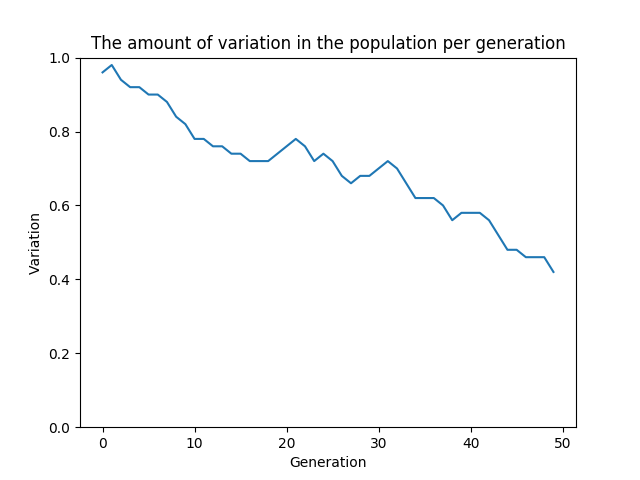 The amount of variation in the population per generation
1.0
0.8
0.6
0.4
0.2
0.0
Variation
0 10 20 30 40 50
Generation